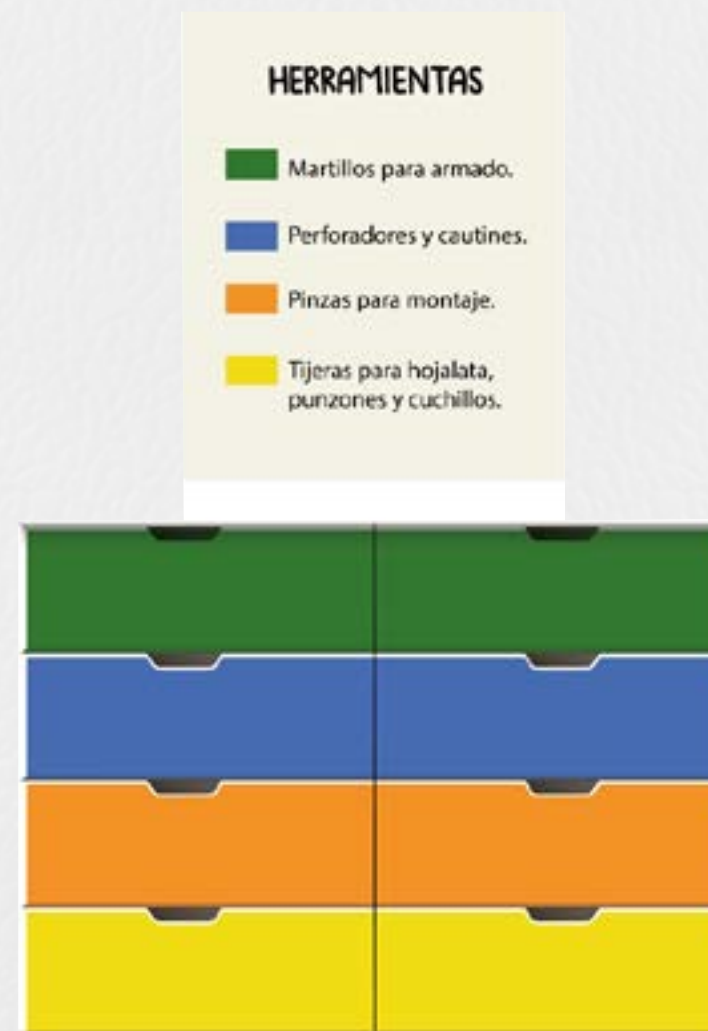 HERRAMIENTAS
Martillos para armado.
Perforadores y cautines.
Pinzas para montaje.
Tijeras para hojalata,
punzones y cuchillos.